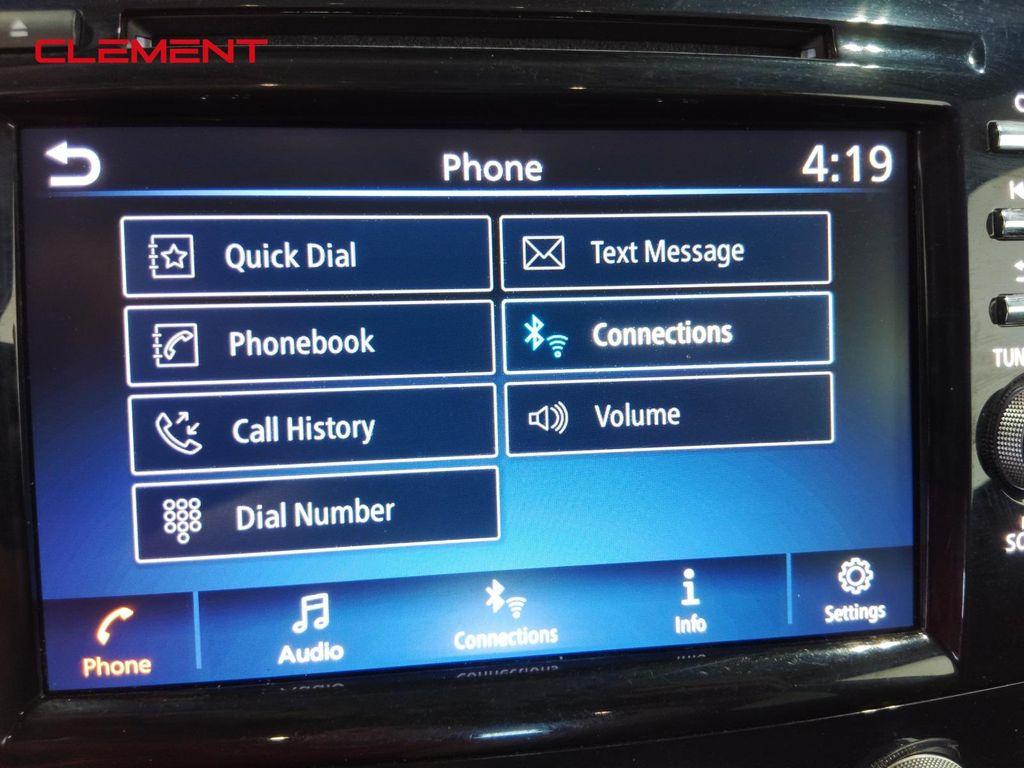 CLEMENT
Phone
4:19
Quick Dial
Text Message
Phonebook
Connections
Call History
Volume
Dial Number
Phone
Audio
Connections
Info
Settings
TUN